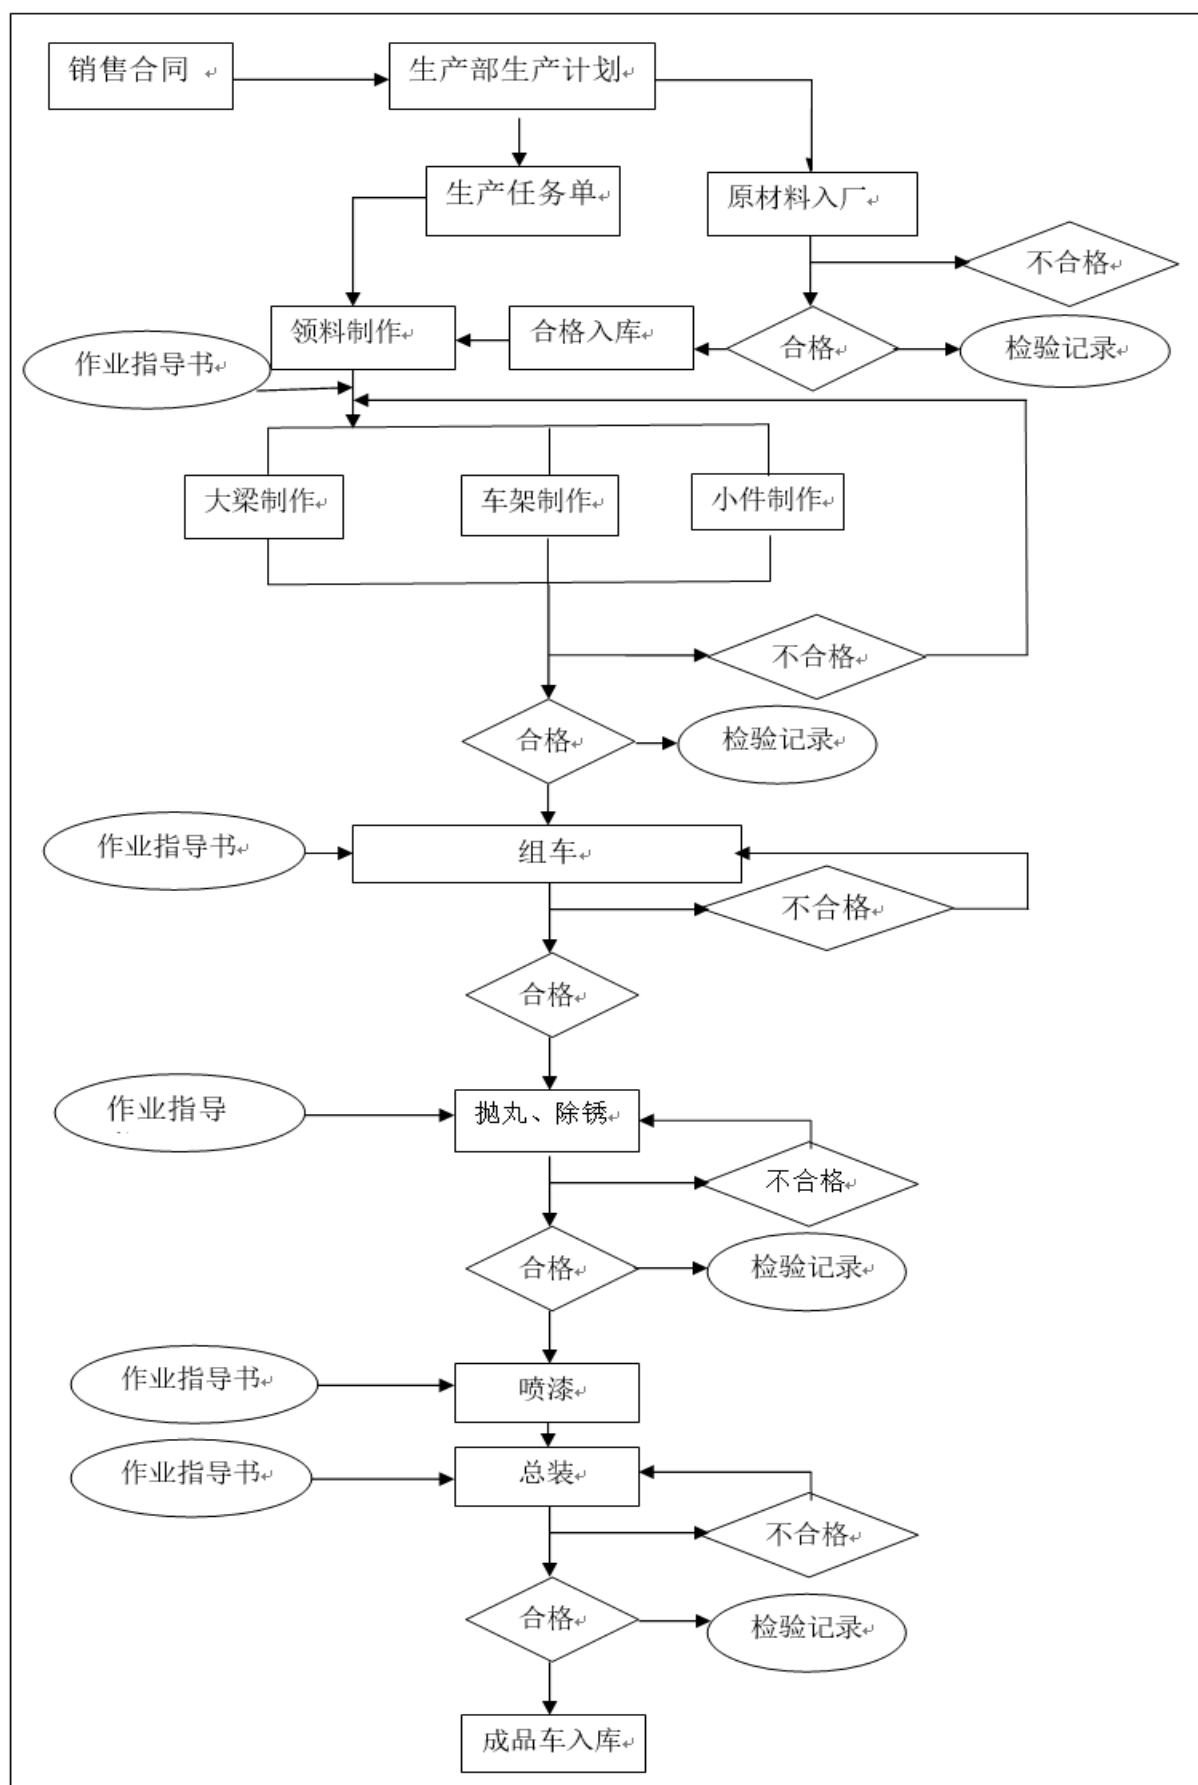 销售合同
生产部生产计划
生产任务单
原材料入厂
不合格
领料制作
合格入库
合格
检验记录
作业指导书
大梁制作
车架制作
小件制作
不合格
合格
检验记录
作业指导书
组车
不合格
合格
作业指导
抛丸、除锈
不合格
合格
检验记录
作业指导书
喷漆
作业指导书
总装
不合格
合格
检验记录
成品车入库